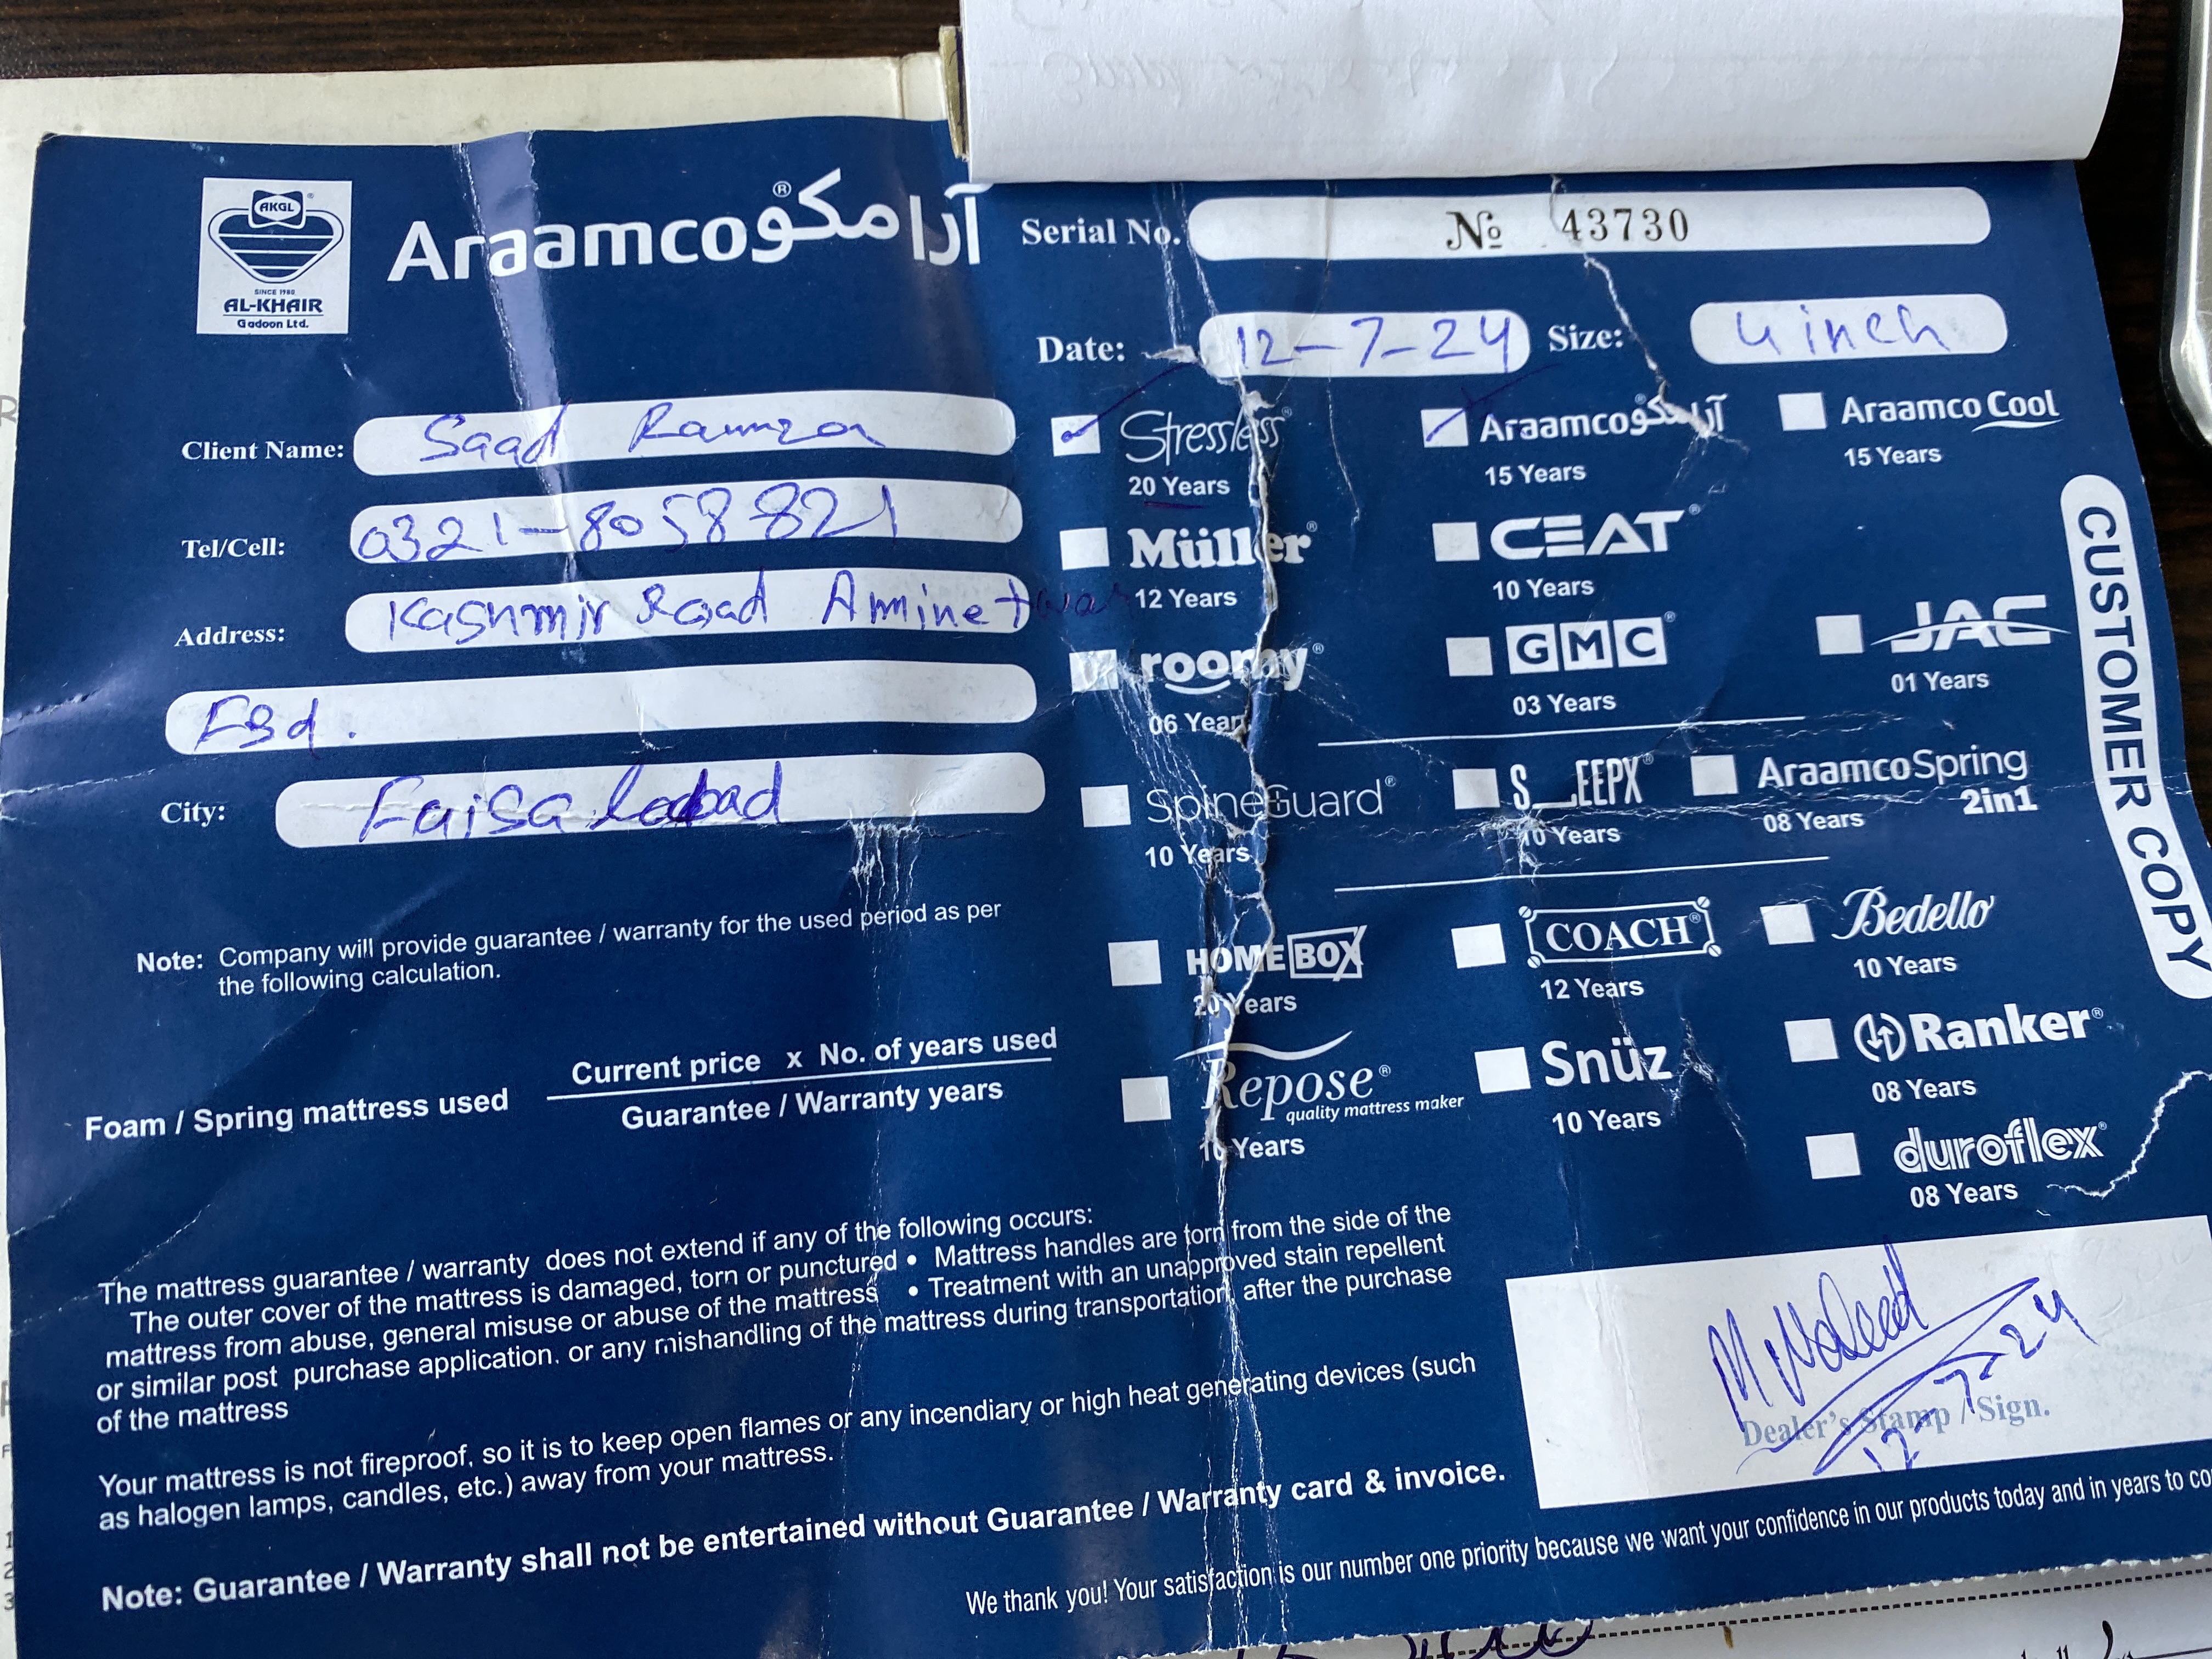 AKGL
SINCE 1980
AL-KHAIR
Gadoon Ltd.
Araamco آرامکو
Serial No. № 43730
Date: 12-7-24 Size: 4 inch
Client Name: Saad Ramzan
Tel/Cell: 0321-8058821
Address: Kashmir Road
Fsd.
City: Faisalabad
Stressless
20 Years
Araamco آرامکو
15 Years
Araamco Cool
15 Years
Müller
12 Years
CEAT
10 Years
roomy
06 Years
GMC
03 Years
JAC
01 Years
SpineGuard
10 Years
S__EEPX
10 Years
AraamcoSpring
2in1
08 Years
HOMEBOX
20 Years
COACH
12 Years
Bedello
10 Years
REPOSE
quality mattress maker
Years
Snüz
10 Years
Ranker
08 Years
duroflex
08 Years
CUSTOMER COPY
Note: Company will provide guarantee / warranty for the used period as per
the following calculation.
Foam / Spring mattress used
Current price x No. of years used
Guarantee / Warranty years
The mattress guarantee / warranty does not extend if any of the following occurs:
The outer cover of the mattress is damaged, torn or punctured • Mattress handles are torn from the side of the
mattress from abuse, general misuse or abuse of the mattress • Treatment with an unapproved stain repellent
or similar post purchase application. or any mishandling of the mattress during transportation, after the purchase
of the mattress
Your mattress is not fireproof, so it is to keep open flames or any incendiary or high heat generating devices (such
as halogen lamps, candles, etc.) away from your mattress.
Note: Guarantee / Warranty shall not be entertained without Guarantee / Warranty card & invoice.
12-7-24
Dealer's Stamp / Sign.
We thank you! Your satisfaction is our number one priority because we want your confidence in our products today and in years to co